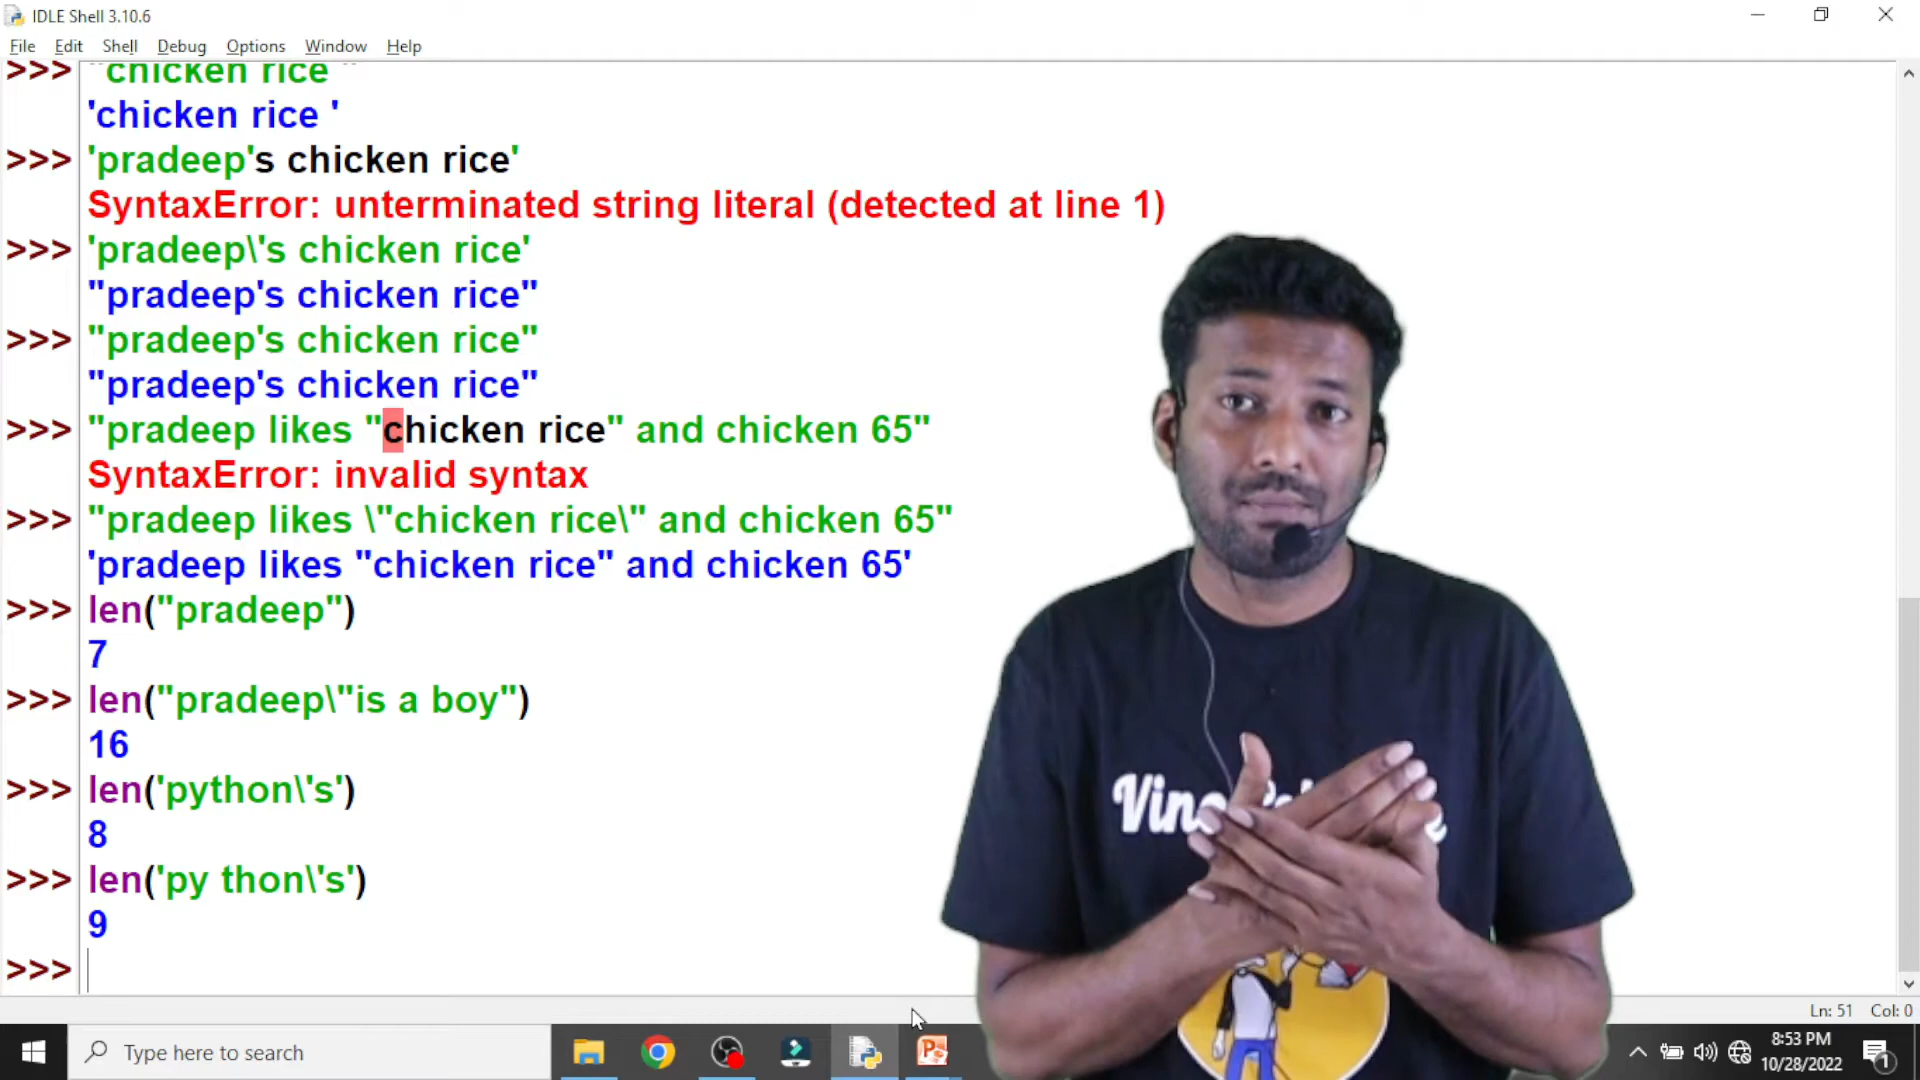 IDLE Shell 3.10.6
File Edit Shell Debug Options Window Help
>>> "chicken rice "
'chicken rice '
>>> 'pradeep's chicken rice'
SyntaxError: unterminated string literal (detected at line 1)
>>> 'pradeep\'s chicken rice'
"pradeep's chicken rice"
>>> "pradeep's chicken rice"
"pradeep's chicken rice"
>>> "pradeep likes "chicken rice" and chicken 65"
SyntaxError: invalid syntax
>>> "pradeep likes \"chicken rice\" and chicken 65"
'pradeep likes "chicken rice" and chicken 65'
>>> len("pradeep")
7
>>> len("pradeep\"is a boy")
16
>>> len('python\'s')
8
>>> len('py thon\'s')
9
>>>
Ln: 51 Col: 0
Type here to search
8:53 PM
10/28/2022
1